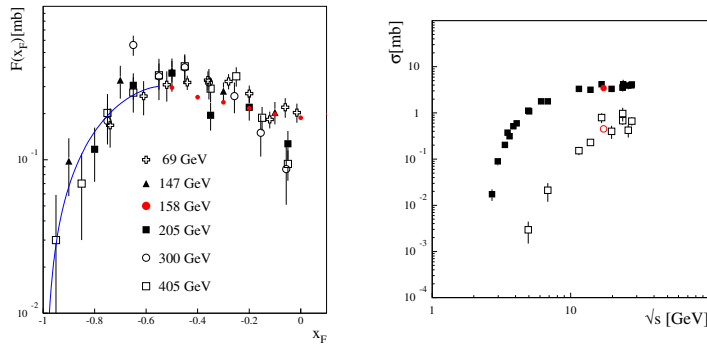 F(x_F)[mb]
10^-1
10^-2
69 GeV
147 GeV
158 GeV
205 GeV
300 GeV
405 GeV
-1 -0.8 -0.6 -0.4 -0.2 0
x_F
σ[mb]
10^2
10
1
10^-1
10^-2
10^-3
10^-4
1 10
√s [GeV]